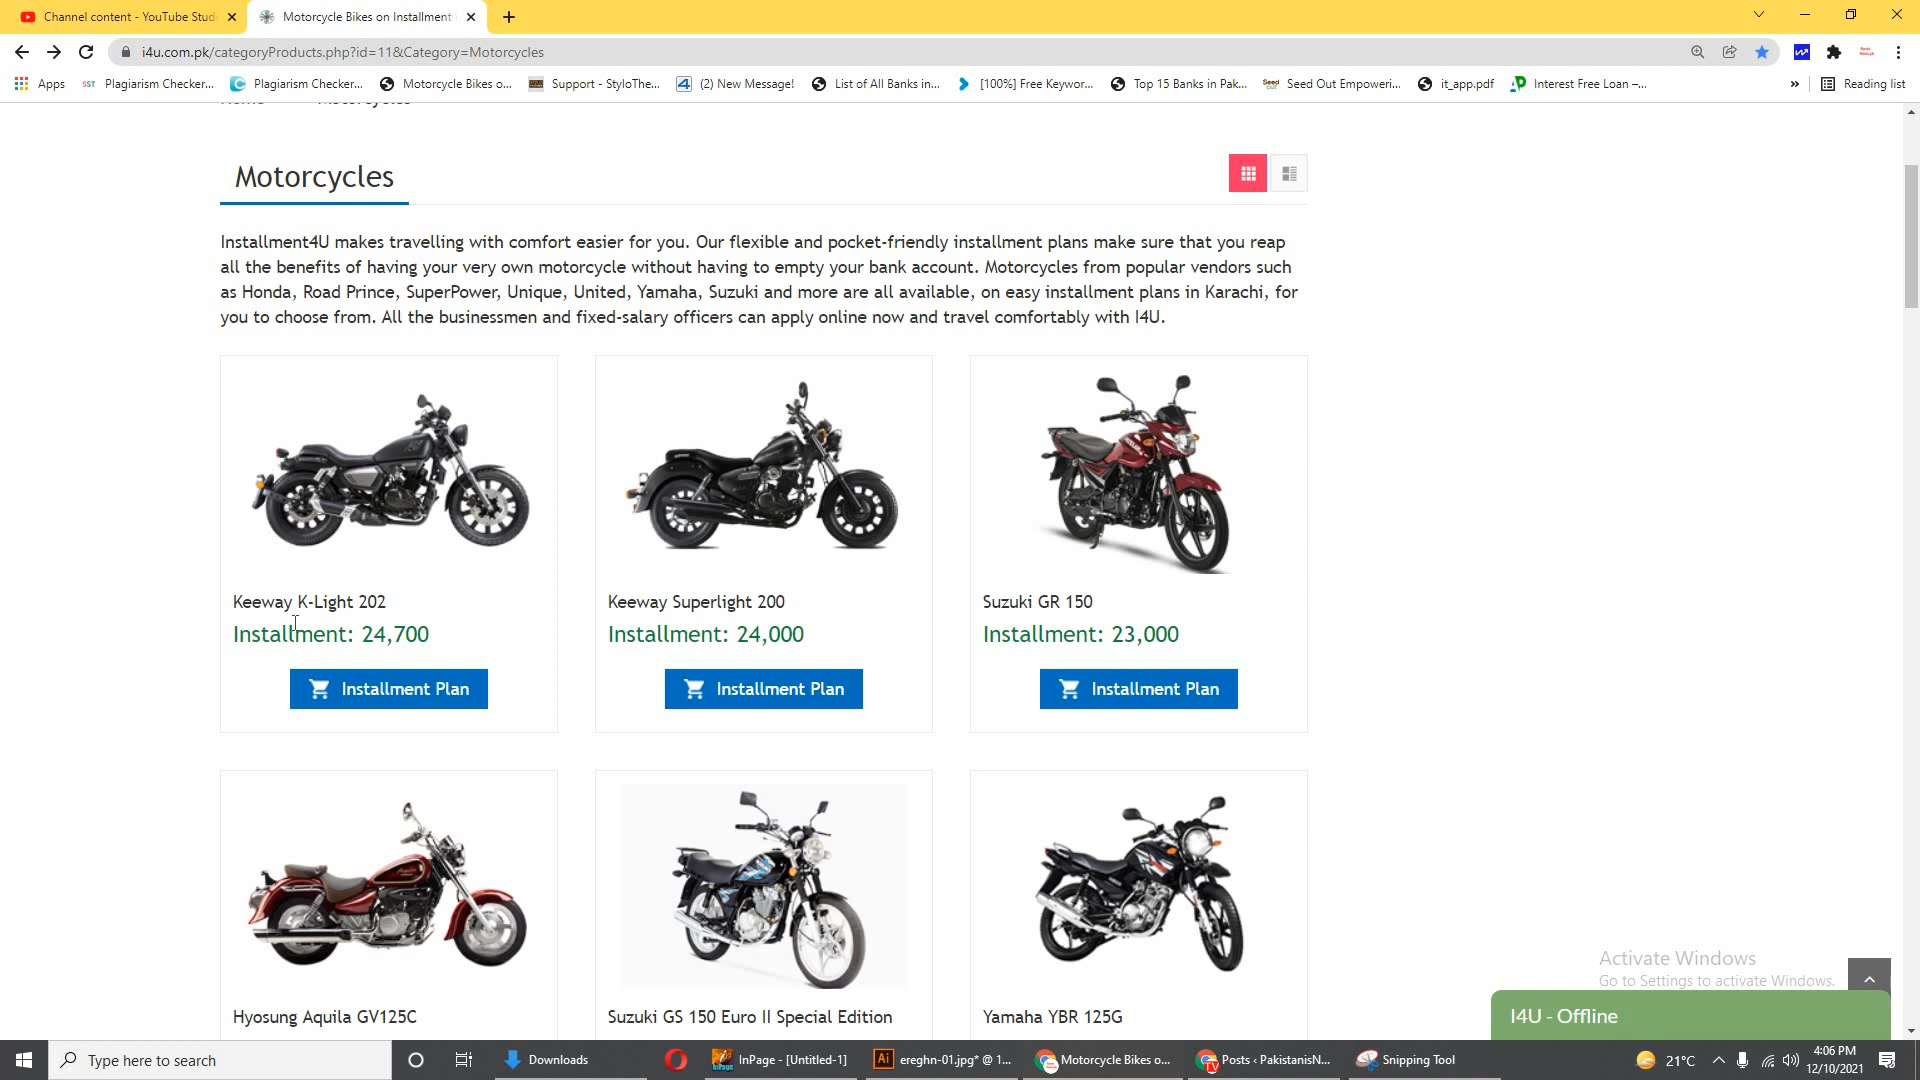 Channel content - YouTube Stud
Motorcycle Bikes on Installment
i4u.com.pk/categoryProducts.php?id=11&Category=Motorcycles
Apps
SST Plagiarism Checker...
Plagiarism Checker...
Motorcycle Bikes o...
Support - StyloThe...
(2) New Message!
List of All Banks in...
[100%] Free Keywor...
Top 15 Banks in Pak...
Seed Out Empoweri...
it_app.pdf
Interest Free Loan –...
»
Reading list
Motorcycles
Installment4U makes travelling with comfort easier for you. Our flexible and pocket-friendly installment plans make sure that you reap
all the benefits of having your very own motorcycle without having to empty your bank account. Motorcycles from popular vendors such
as Honda, Road Prince, SuperPower, Unique, United, Yamaha, Suzuki and more are all available, on easy installment plans in Karachi, for
you to choose from. All the businessmen and fixed-salary officers can apply online now and travel comfortably with I4U.
Keeway K-Light 202
Installment: 24,700
Installment Plan
Keeway Superlight 200
Installment: 24,000
Installment Plan
Suzuki GR 150
Installment: 23,000
Installment Plan
Hyosung Aquila GV125C
Suzuki GS 150 Euro II Special Edition
Yamaha YBR 125G
Activate Windows
Go to Settings to activate Windows.
I4U - Offline
Type here to search
Downloads
InPage - [Untitled-1]
ereghn-01.jpg* @ 1...
Motorcycle Bikes o...
Posts ‹ PakistanisN...
Snipping Tool
21°C
4:06 PM
12/10/2021